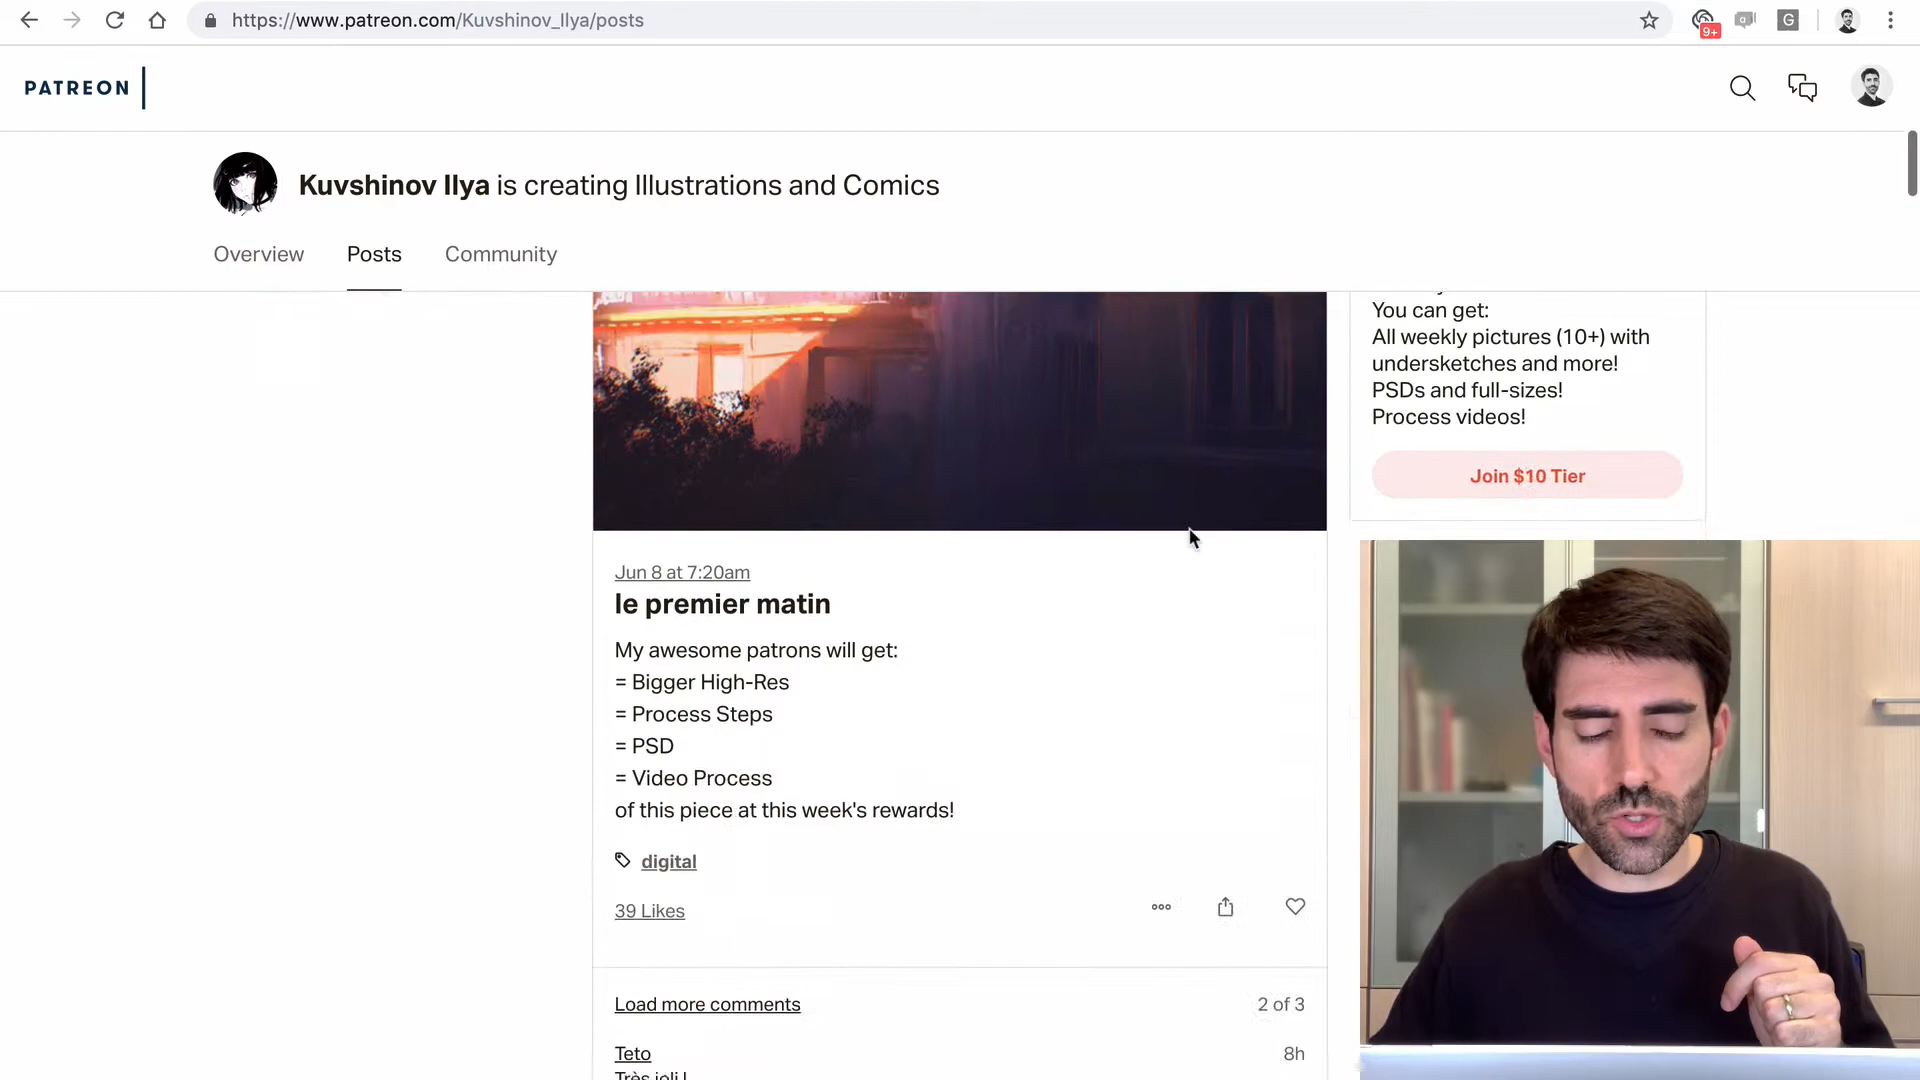 https://www.patreon.com/Kuvshinov_Ilya/posts
9+
G
PATREON
Kuvshinov Ilya is creating Illustrations and Comics
Overview
Posts
Community
You can get:
All weekly pictures (10+) with
undersketches and more!
PSDs and full-sizes!
Process videos!
Join $10 Tier
Jun 8 at 7:20am
le premier matin
My awesome patrons will get:
= Bigger High-Res
= Process Steps
= PSD
= Video Process
of this piece at this week's rewards!
digital
39 Likes
Load more comments
2 of 3
Teto
8h
Très joli !